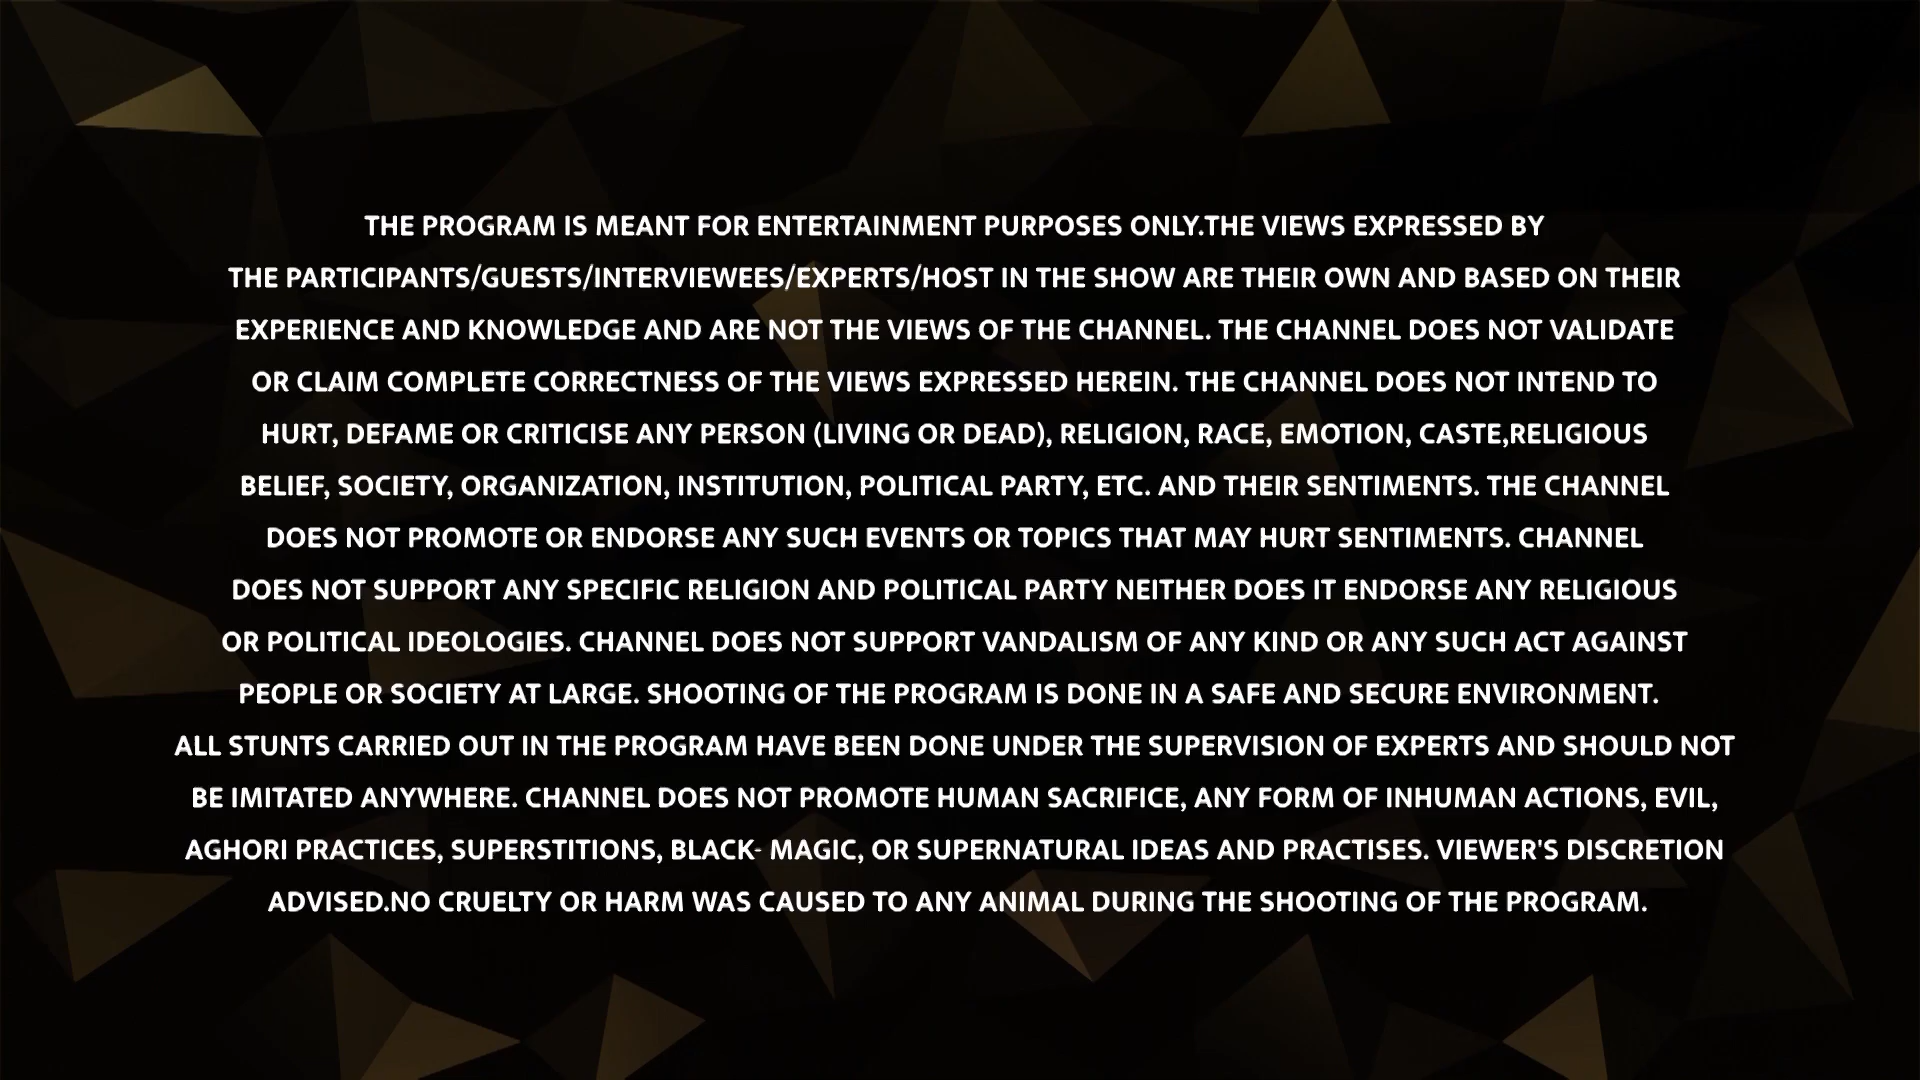 THE PROGRAM IS MEANT FOR ENTERTAINMENT PURPOSES ONLY.THE VIEWS EXPRESSED BY
THE PARTICIPANTS/GUESTS/INTERVIEWEES/EXPERTS/HOST IN THE SHOW ARE THEIR OWN AND BASED ON THEIR
EXPERIENCE AND KNOWLEDGE AND ARE NOT THE VIEWS OF THE CHANNEL. THE CHANNEL DOES NOT VALIDATE
OR CLAIM COMPLETE CORRECTNESS OF THE VIEWS EXPRESSED HEREIN. THE CHANNEL DOES NOT INTEND TO
HURT, DEFAME OR CRITICISE ANY PERSON (LIVING OR DEAD), RELIGION, RACE, EMOTION, CASTE,RELIGIOUS
BELIEF, SOCIETY, ORGANIZATION, INSTITUTION, POLITICAL PARTY, ETC. AND THEIR SENTIMENTS. THE CHANNEL
DOES NOT PROMOTE OR ENDORSE ANY SUCH EVENTS OR TOPICS THAT MAY HURT SENTIMENTS. CHANNEL
DOES NOT SUPPORT ANY SPECIFIC RELIGION AND POLITICAL PARTY NEITHER DOES IT ENDORSE ANY RELIGIOUS
OR POLITICAL IDEOLOGIES. CHANNEL DOES NOT SUPPORT VANDALISM OF ANY KIND OR ANY SUCH ACT AGAINST
PEOPLE OR SOCIETY AT LARGE. SHOOTING OF THE PROGRAM IS DONE IN A SAFE AND SECURE ENVIRONMENT.
ALL STUNTS CARRIED OUT IN THE PROGRAM HAVE BEEN DONE UNDER THE SUPERVISION OF EXPERTS AND SHOULD NOT
BE IMITATED ANYWHERE. CHANNEL DOES NOT PROMOTE HUMAN SACRIFICE, ANY FORM OF INHUMAN ACTIONS, EVIL,
AGHORI PRACTICES, SUPERSTITIONS, BLACK- MAGIC, OR SUPERNATURAL IDEAS AND PRACTISES. VIEWER'S DISCRETION
ADVISED.NO CRUELTY OR HARM WAS CAUSED TO ANY ANIMAL DURING THE SHOOTING OF THE PROGRAM.